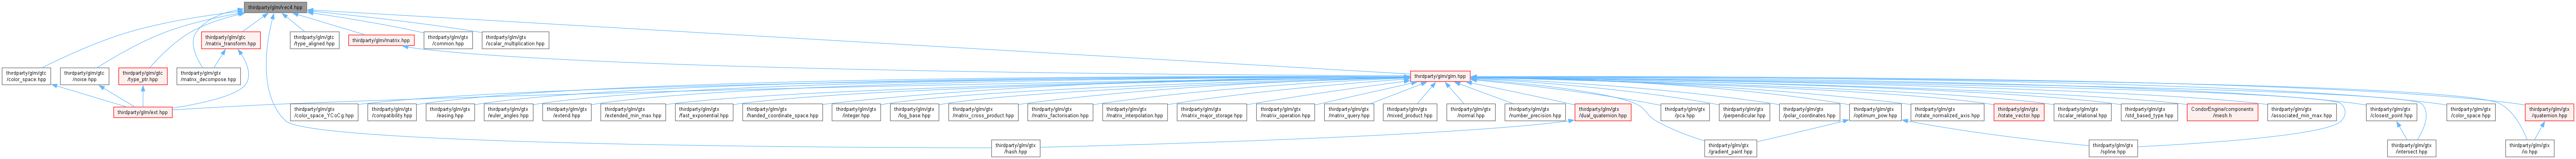 thirdparty/glm/vec4.hpp
thirdparty/glm/gtc
/matrix_transform.hpp
thirdparty/glm/gtc
/type_aligned.hpp
thirdparty/glm/matrix.hpp
thirdparty/glm/gtx
/common.hpp
thirdparty/glm/gtx
/scalar_multiplication.hpp
thirdparty/glm/gtc
/color_space.hpp
thirdparty/glm/gtc
/noise.hpp
thirdparty/glm/gtc
/type_ptr.hpp
thirdparty/glm/gtx
/matrix_decompose.hpp
thirdparty/glm/glm.hpp
thirdparty/glm/ext.hpp
thirdparty/glm/gtx
/color_space_YCoCg.hpp
thirdparty/glm/gtx
/compatibility.hpp
thirdparty/glm/gtx
/easing.hpp
thirdparty/glm/gtx
/euler_angles.hpp
thirdparty/glm/gtx
/extend.hpp
thirdparty/glm/gtx
/extended_min_max.hpp
thirdparty/glm/gtx
/fast_exponential.hpp
thirdparty/glm/gtx
/handed_coordinate_space.hpp
thirdparty/glm/gtx
/integer.hpp
thirdparty/glm/gtx
/log_base.hpp
thirdparty/glm/gtx
/matrix_cross_product.hpp
thirdparty/glm/gtx
/matrix_factorisation.hpp
thirdparty/glm/gtx
/matrix_interpolation.hpp
thirdparty/glm/gtx
/matrix_major_storage.hpp
thirdparty/glm/gtx
/matrix_operation.hpp
thirdparty/glm/gtx
/matrix_query.hpp
thirdparty/glm/gtx
/mixed_product.hpp
thirdparty/glm/gtx
/normal.hpp
thirdparty/glm/gtx
/number_precision.hpp
thirdparty/glm/gtx
/dual_quaternion.hpp
thirdparty/glm/gtx
/pca.hpp
thirdparty/glm/gtx
/perpendicular.hpp
thirdparty/glm/gtx
/polar_coordinates.hpp
thirdparty/glm/gtx
/optimum_pow.hpp
thirdparty/glm/gtx
/rotate_normalized_axis.hpp
thirdparty/glm/gtx
/rotate_vector.hpp
thirdparty/glm/gtx
/scalar_relational.hpp
thirdparty/glm/gtx
/std_based_type.hpp
CondorEngine/components
/mesh.h
thirdparty/glm/gtx
/associated_min_max.hpp
thirdparty/glm/gtx
/closest_point.hpp
thirdparty/glm/gtx
/color_space.hpp
thirdparty/glm/gtx
/quaternion.hpp
thirdparty/glm/gtx
/hash.hpp
thirdparty/glm/gtx
/gradient_paint.hpp
thirdparty/glm/gtx
/spline.hpp
thirdparty/glm/gtx
/intersect.hpp
thirdparty/glm/gtx
/io.hpp